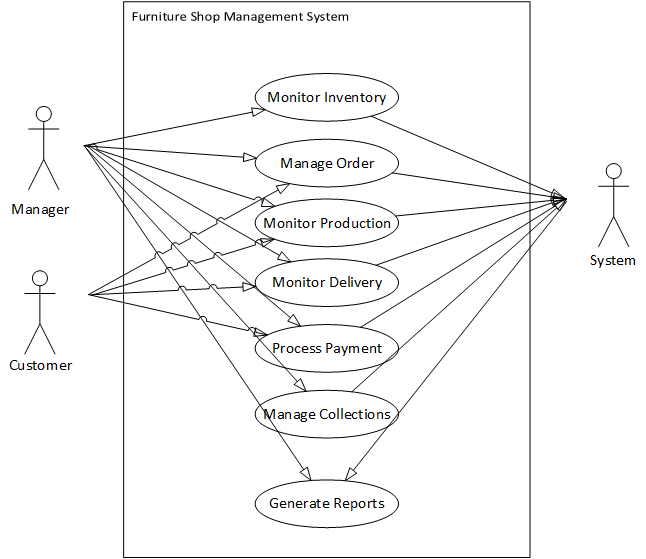 Furniture Shop Management System
Monitor Inventory
Manage Order
Manager
Monitor Production
System
Monitor Delivery
Customer
Process Payment
Manage Collections
Generate Reports